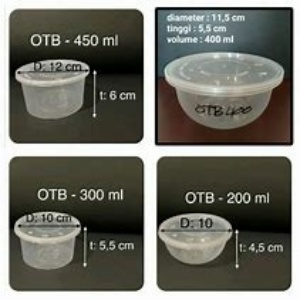 OTB - 450 ml
D: 12 cm
t: 6 cm
diameter : 11,5 cm
tinggi : 5,5 cm
volume : 400 ml
OTB 400
OTB - 300 ml
D: 10 cm
t: 5,5 cm
OTB - 200 ml
D: 10
t: 4,5 cm